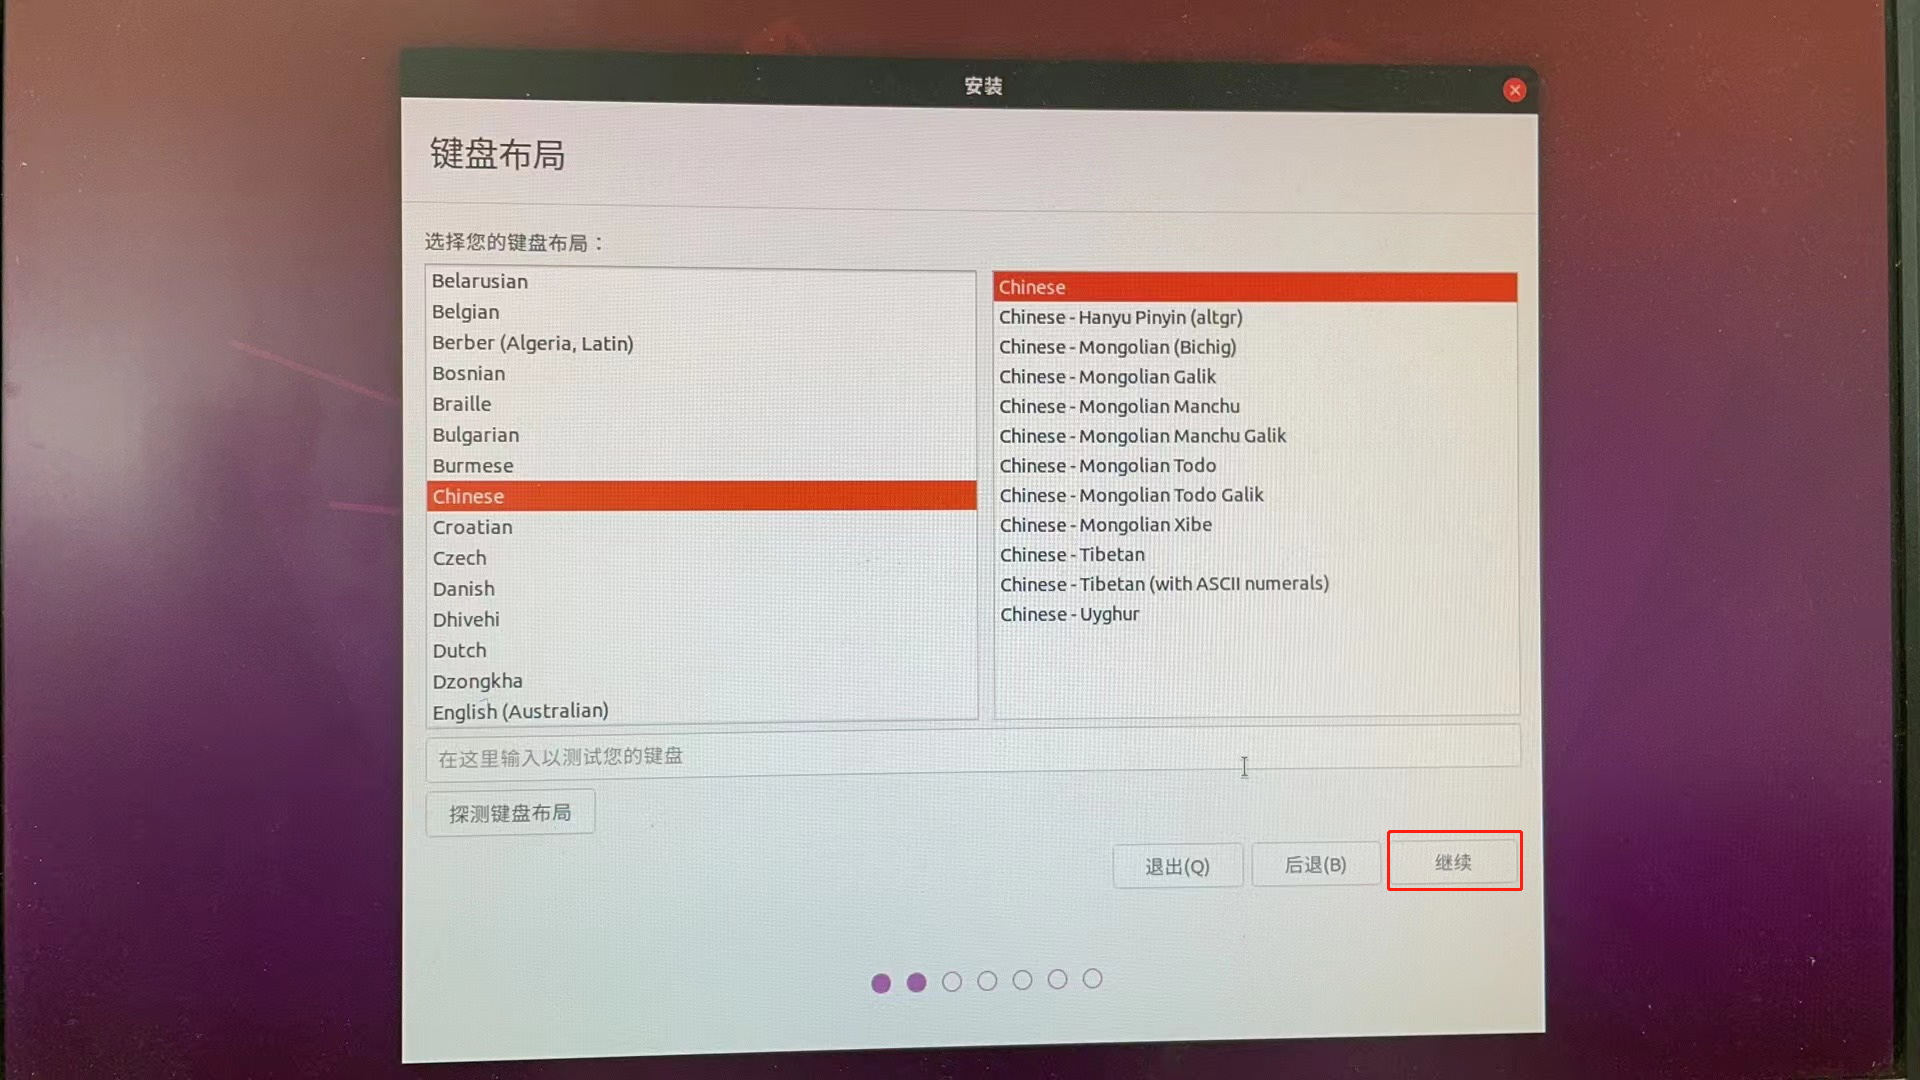 安装
键盘布局
选择您的键盘布局：
Belarusian
Belgian
Berber (Algeria, Latin)
Bosnian
Braille
Bulgarian
Burmese
Chinese
Croatian
Czech
Danish
Dhivehi
Dutch
Dzongkha
English (Australian)
Chinese
Chinese - Hanyu Pinyin (altgr)
Chinese - Mongolian (Bichig)
Chinese - Mongolian Galik
Chinese - Mongolian Manchu
Chinese - Mongolian Manchu Galik
Chinese - Mongolian Todo
Chinese - Mongolian Todo Galik
Chinese - Mongolian Xibe
Chinese - Tibetan
Chinese - Tibetan (with ASCII numerals)
Chinese - Uyghur
在这里输入以测试您的键盘
探测键盘布局
退出(Q)
后退(B)
继续